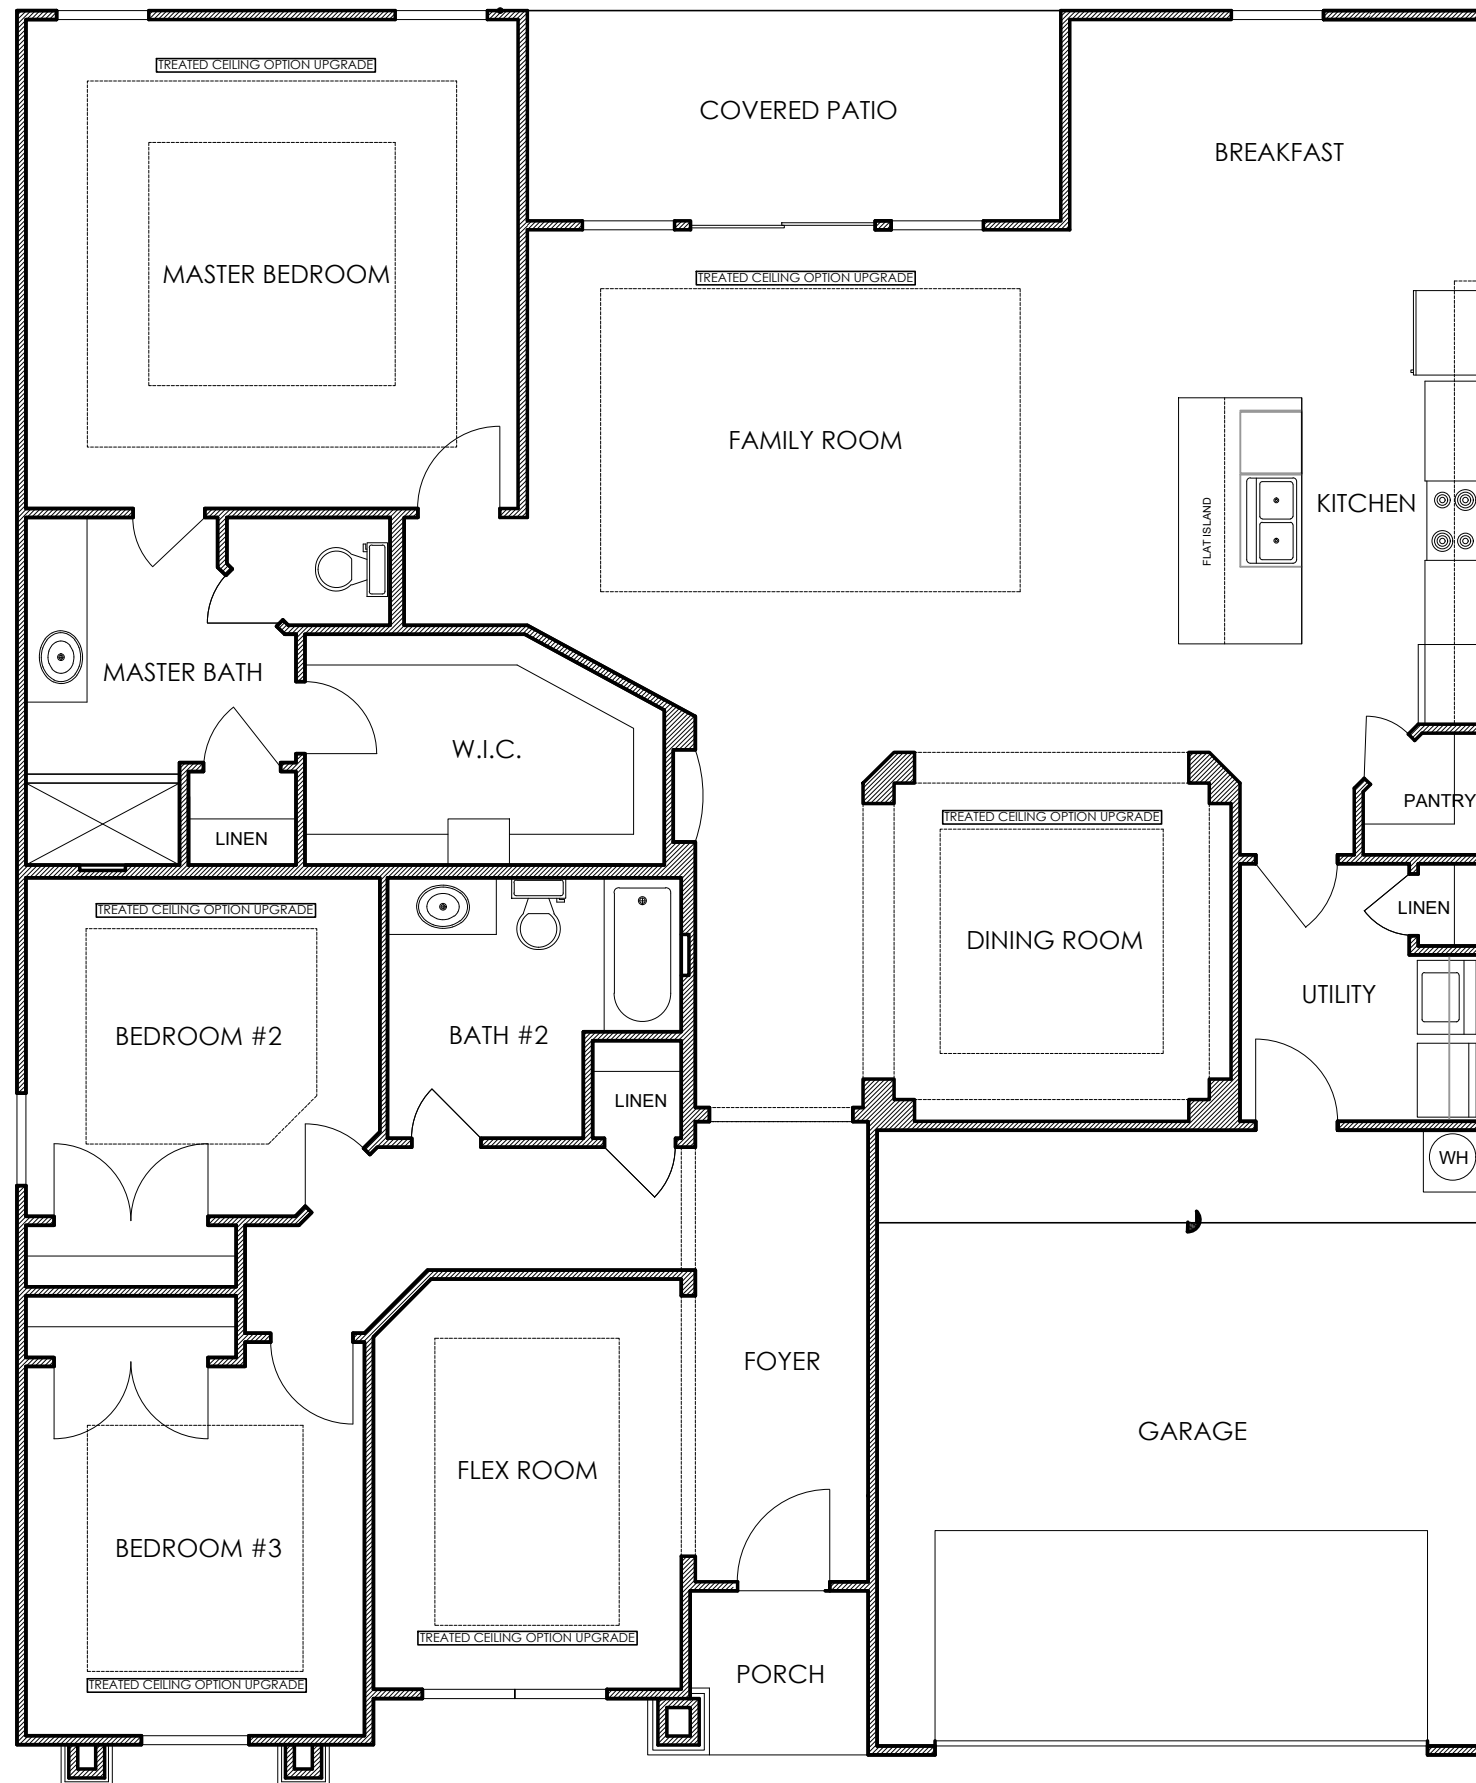 TREATED CEILING OPTION UPGRADE
COVERED PATIO
BREAKFAST
MASTER BEDROOM
TREATED CEILING OPTION UPGRADE
FAMILY ROOM
FLAT ISLAND
KITCHEN
MASTER BATH
W.I.C.
PANTRY
TREATED CEILING OPTION UPGRADE
LINEN
TREATED CEILING OPTION UPGRADE
LINEN
DINING ROOM
UTILITY
BEDROOM #2
BATH #2
LINEN
WH
FOYER
GARAGE
FLEX ROOM
BEDROOM #3
TREATED CEILING OPTION UPGRADE
PORCH
TREATED CEILING OPTION UPGRADE